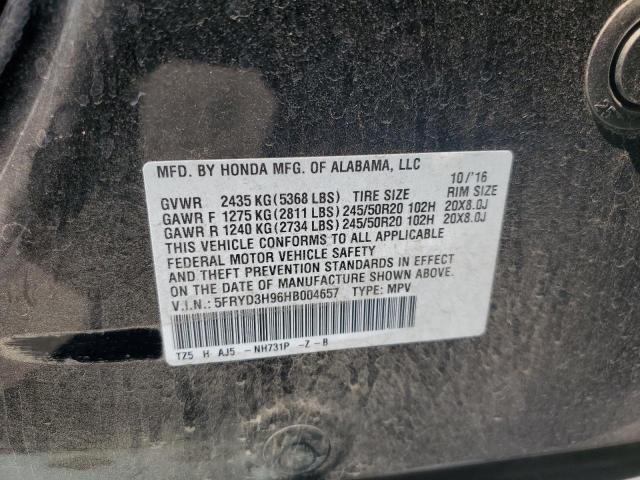 MFD. BY HONDA MFG. OF ALABAMA, LLC 10/'16
GVWR 2435 KG (5368 LBS) TIRE SIZE RIM SIZE
GAWR F 1275 KG (2811 LBS) 245/50R20 102H 20X8.0J
GAWR R 1240 KG (2734 LBS) 245/50R20 102H 20X8.0J
THIS VEHICLE CONFORMS TO ALL APPLICABLE
FEDERAL MOTOR VEHICLE SAFETY
AND THEFT PREVENTION STANDARDS IN EFFECT
ON THE DATE OF MANUFACTURE SHOWN ABOVE.
V.I.N.: 5FRYD3H96HB004657 TYPE: MPV
TZ5 H AJ5 -NH731P -Z -B
25